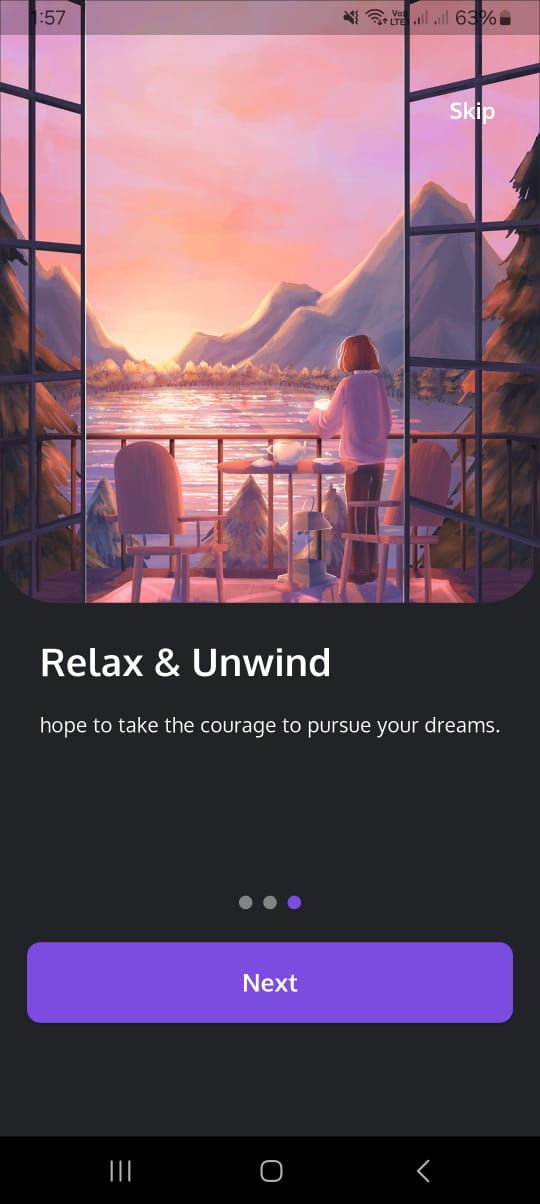 1:57
Vo))
LTE
63%
Skip
Relax & Unwind
hope to take the courage to pursue your dreams.
Next